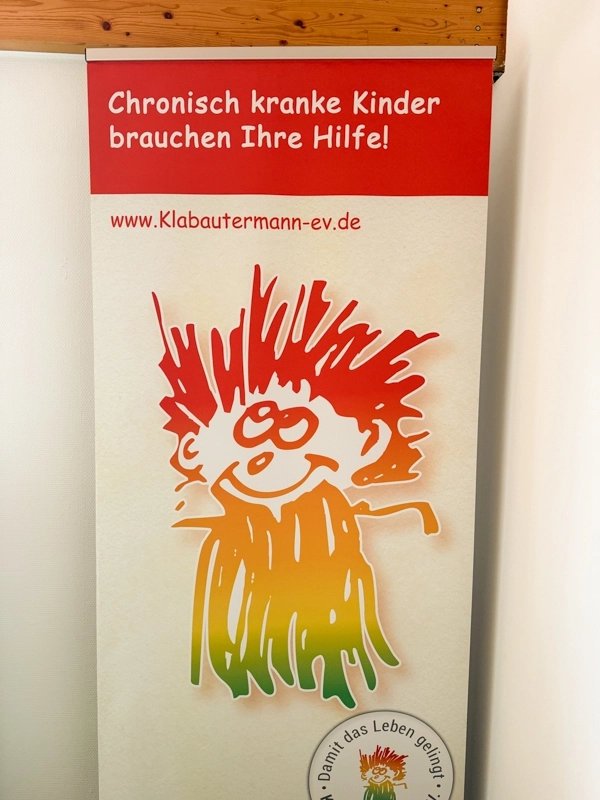 Chronisch kranke Kinder
brauchen Ihre Hilfe!
www.Klabautermann-ev.de
• Damit das Leben gelingt •